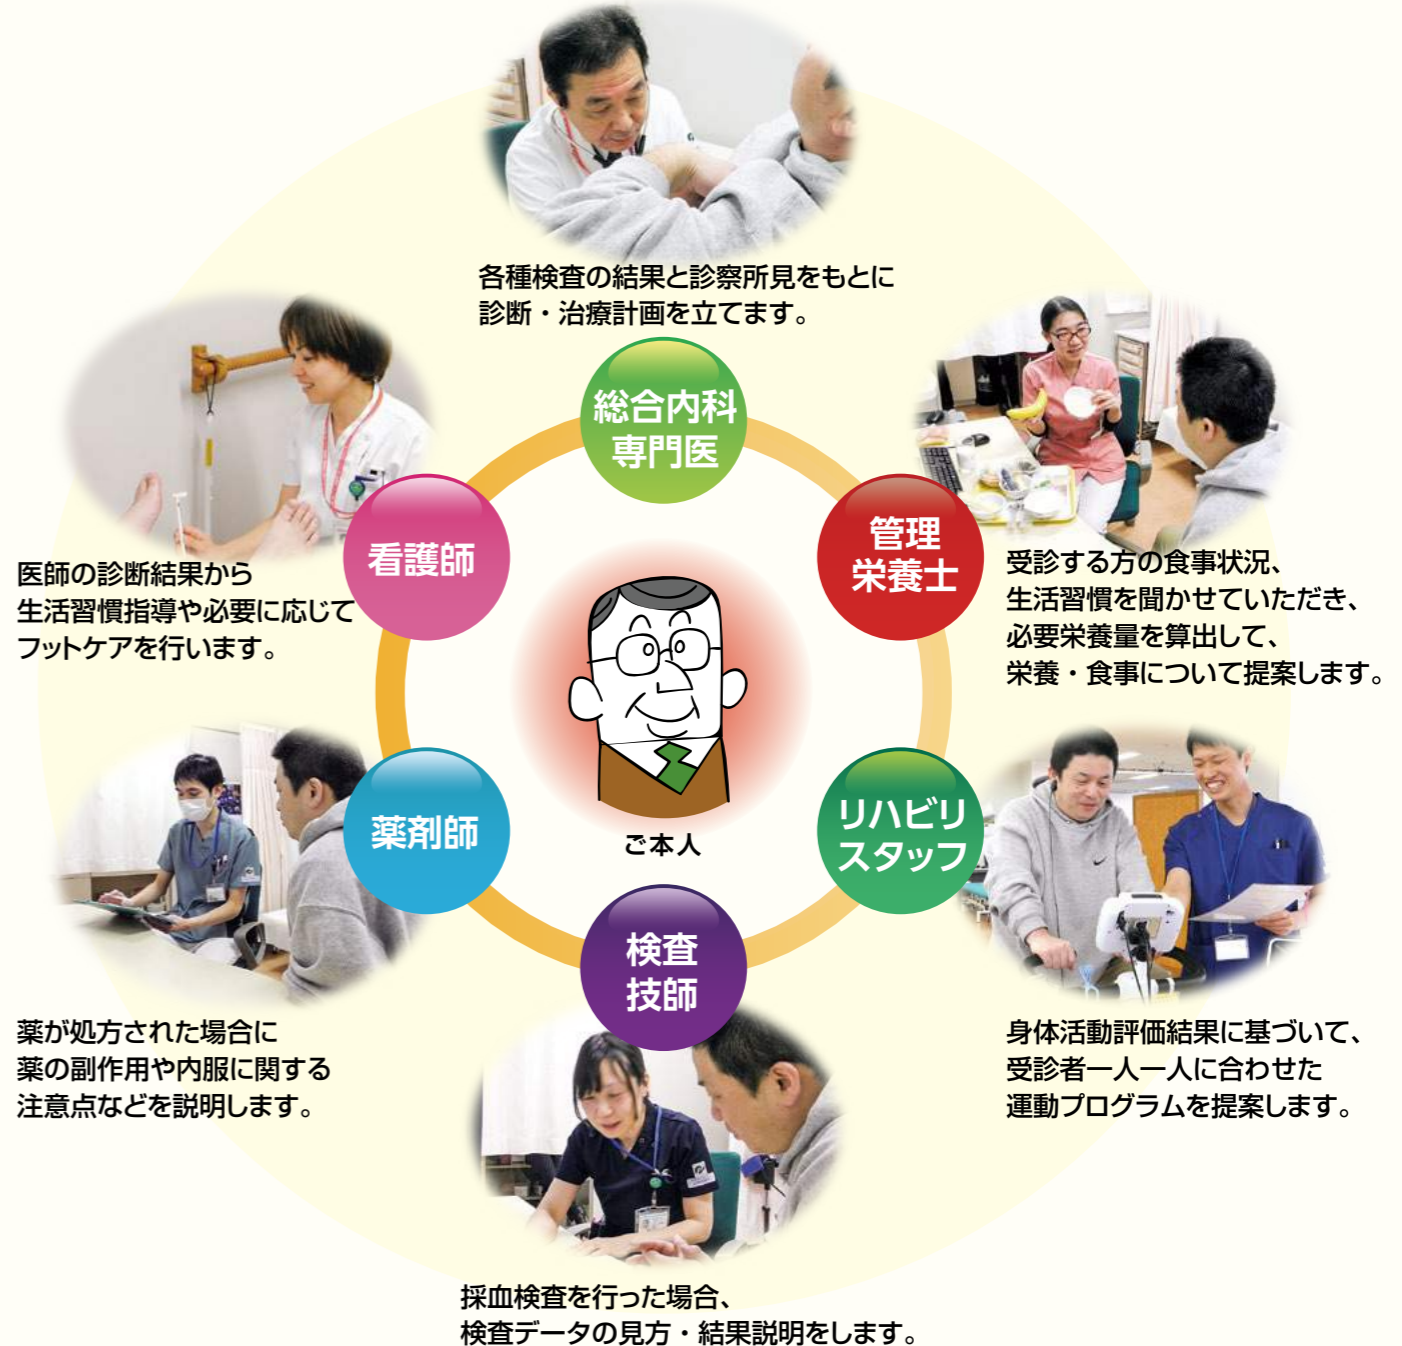 各種検査の結果と診察所見をもとに
診断・治療計画を立てます。
総合内科
専門医
管理
栄養士
受診する方の食事状況、
生活習慣を聞かせていただき、
必要栄養量を算出して、
栄養・食事について提案します。
看護師
医師の診断結果から
生活習慣指導や必要に応じて
フットケアを行います。
ご本人
薬剤師
薬が処方された場合に
薬の副作用や内服に関する
注意点などを説明します。
リハビリ
スタッフ
身体活動評価結果に基づいて、
受診者一人一人に合わせた
運動プログラムを提案します。
検査
技師
採血検査を行った場合、
検査データの見方・結果説明をします。